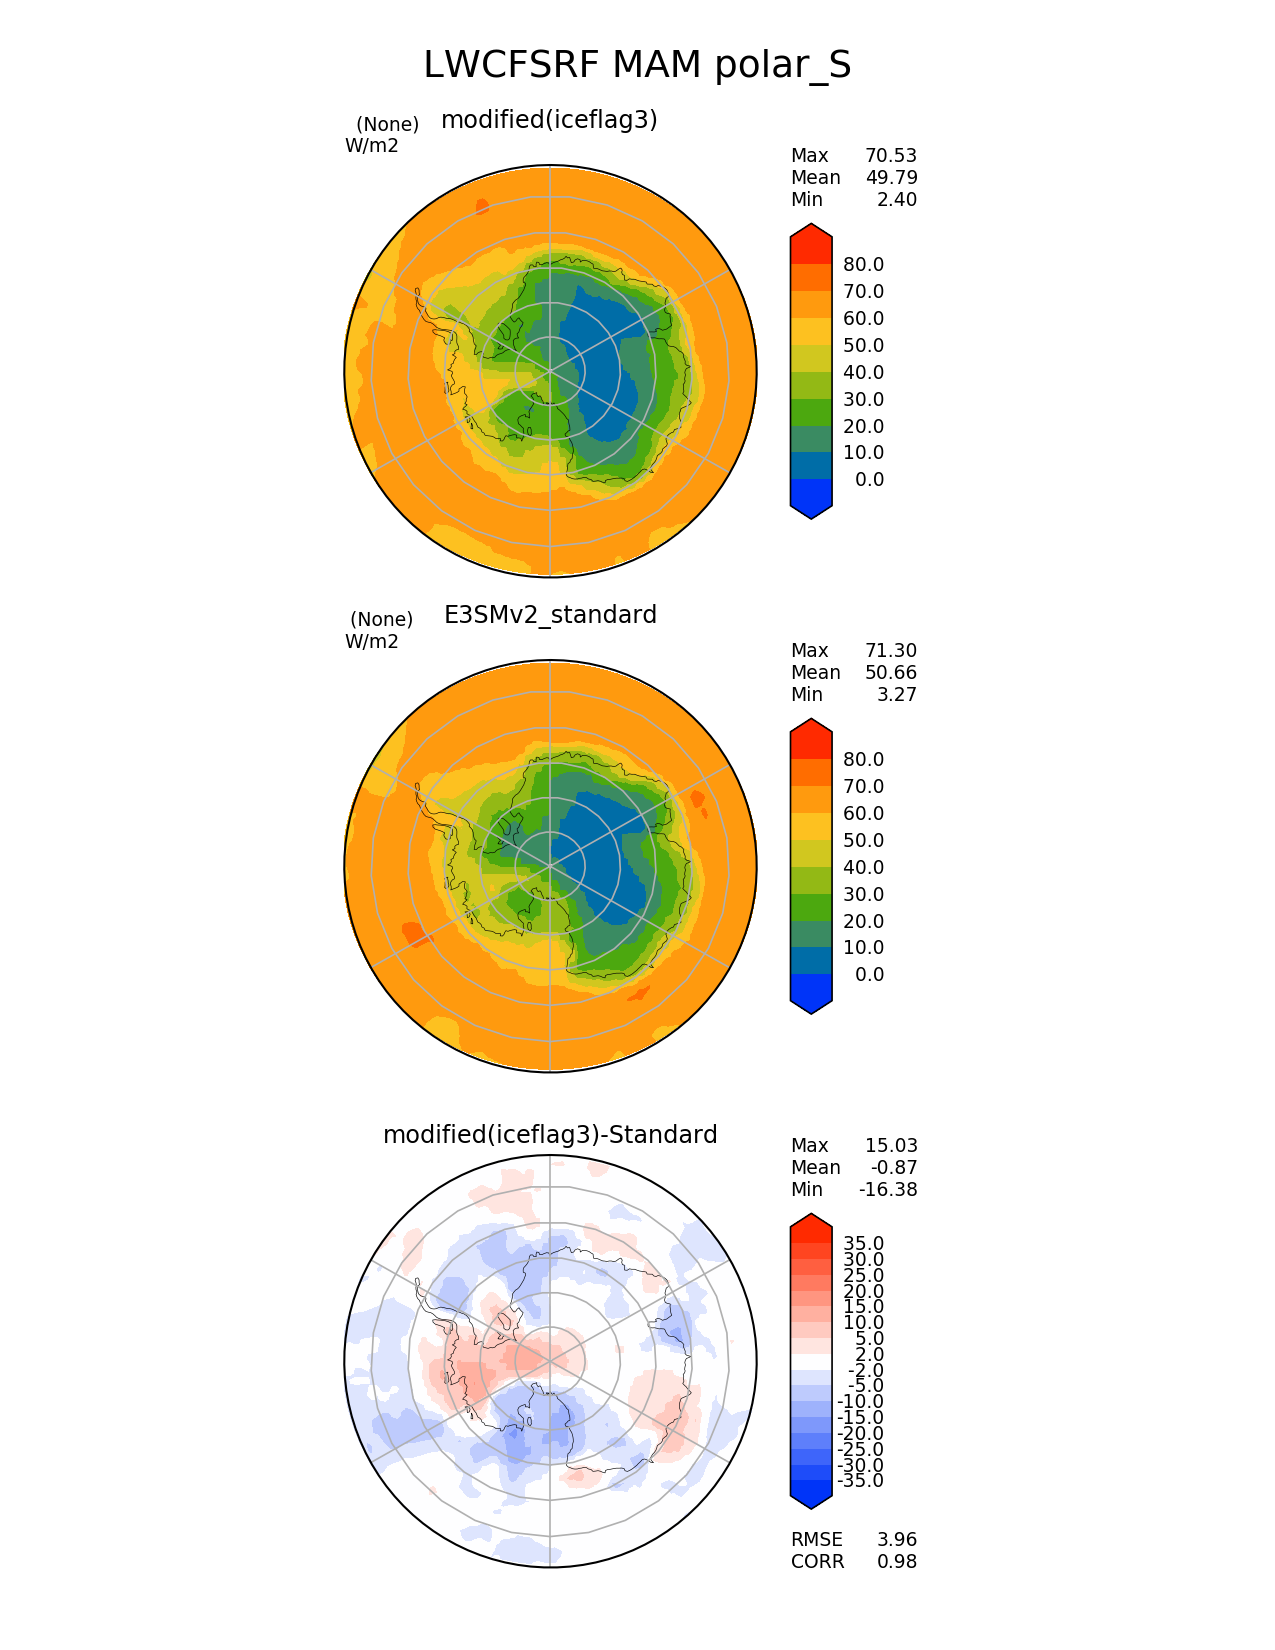 LWCFSRF MAM polar_S
(None)
modified(iceflag3)
W/m2
Max 70.53
Mean 49.79
Min 2.40
80.0
70.0
60.0
50.0
40.0
30.0
20.0
10.0
0.0
(None)
E3SMv2_standard
W/m2
Max 71.30
Mean 50.66
Min 3.27
80.0
70.0
60.0
50.0
40.0
30.0
20.0
10.0
0.0
modified(iceflag3)-Standard
Max 15.03
Mean -0.87
Min -16.38
35.0
30.0
25.0
20.0
15.0
10.0
5.0
2.0
-2.0
-5.0
-10.0
-15.0
-20.0
-25.0
-30.0
-35.0
RMSE 3.96
CORR 0.98